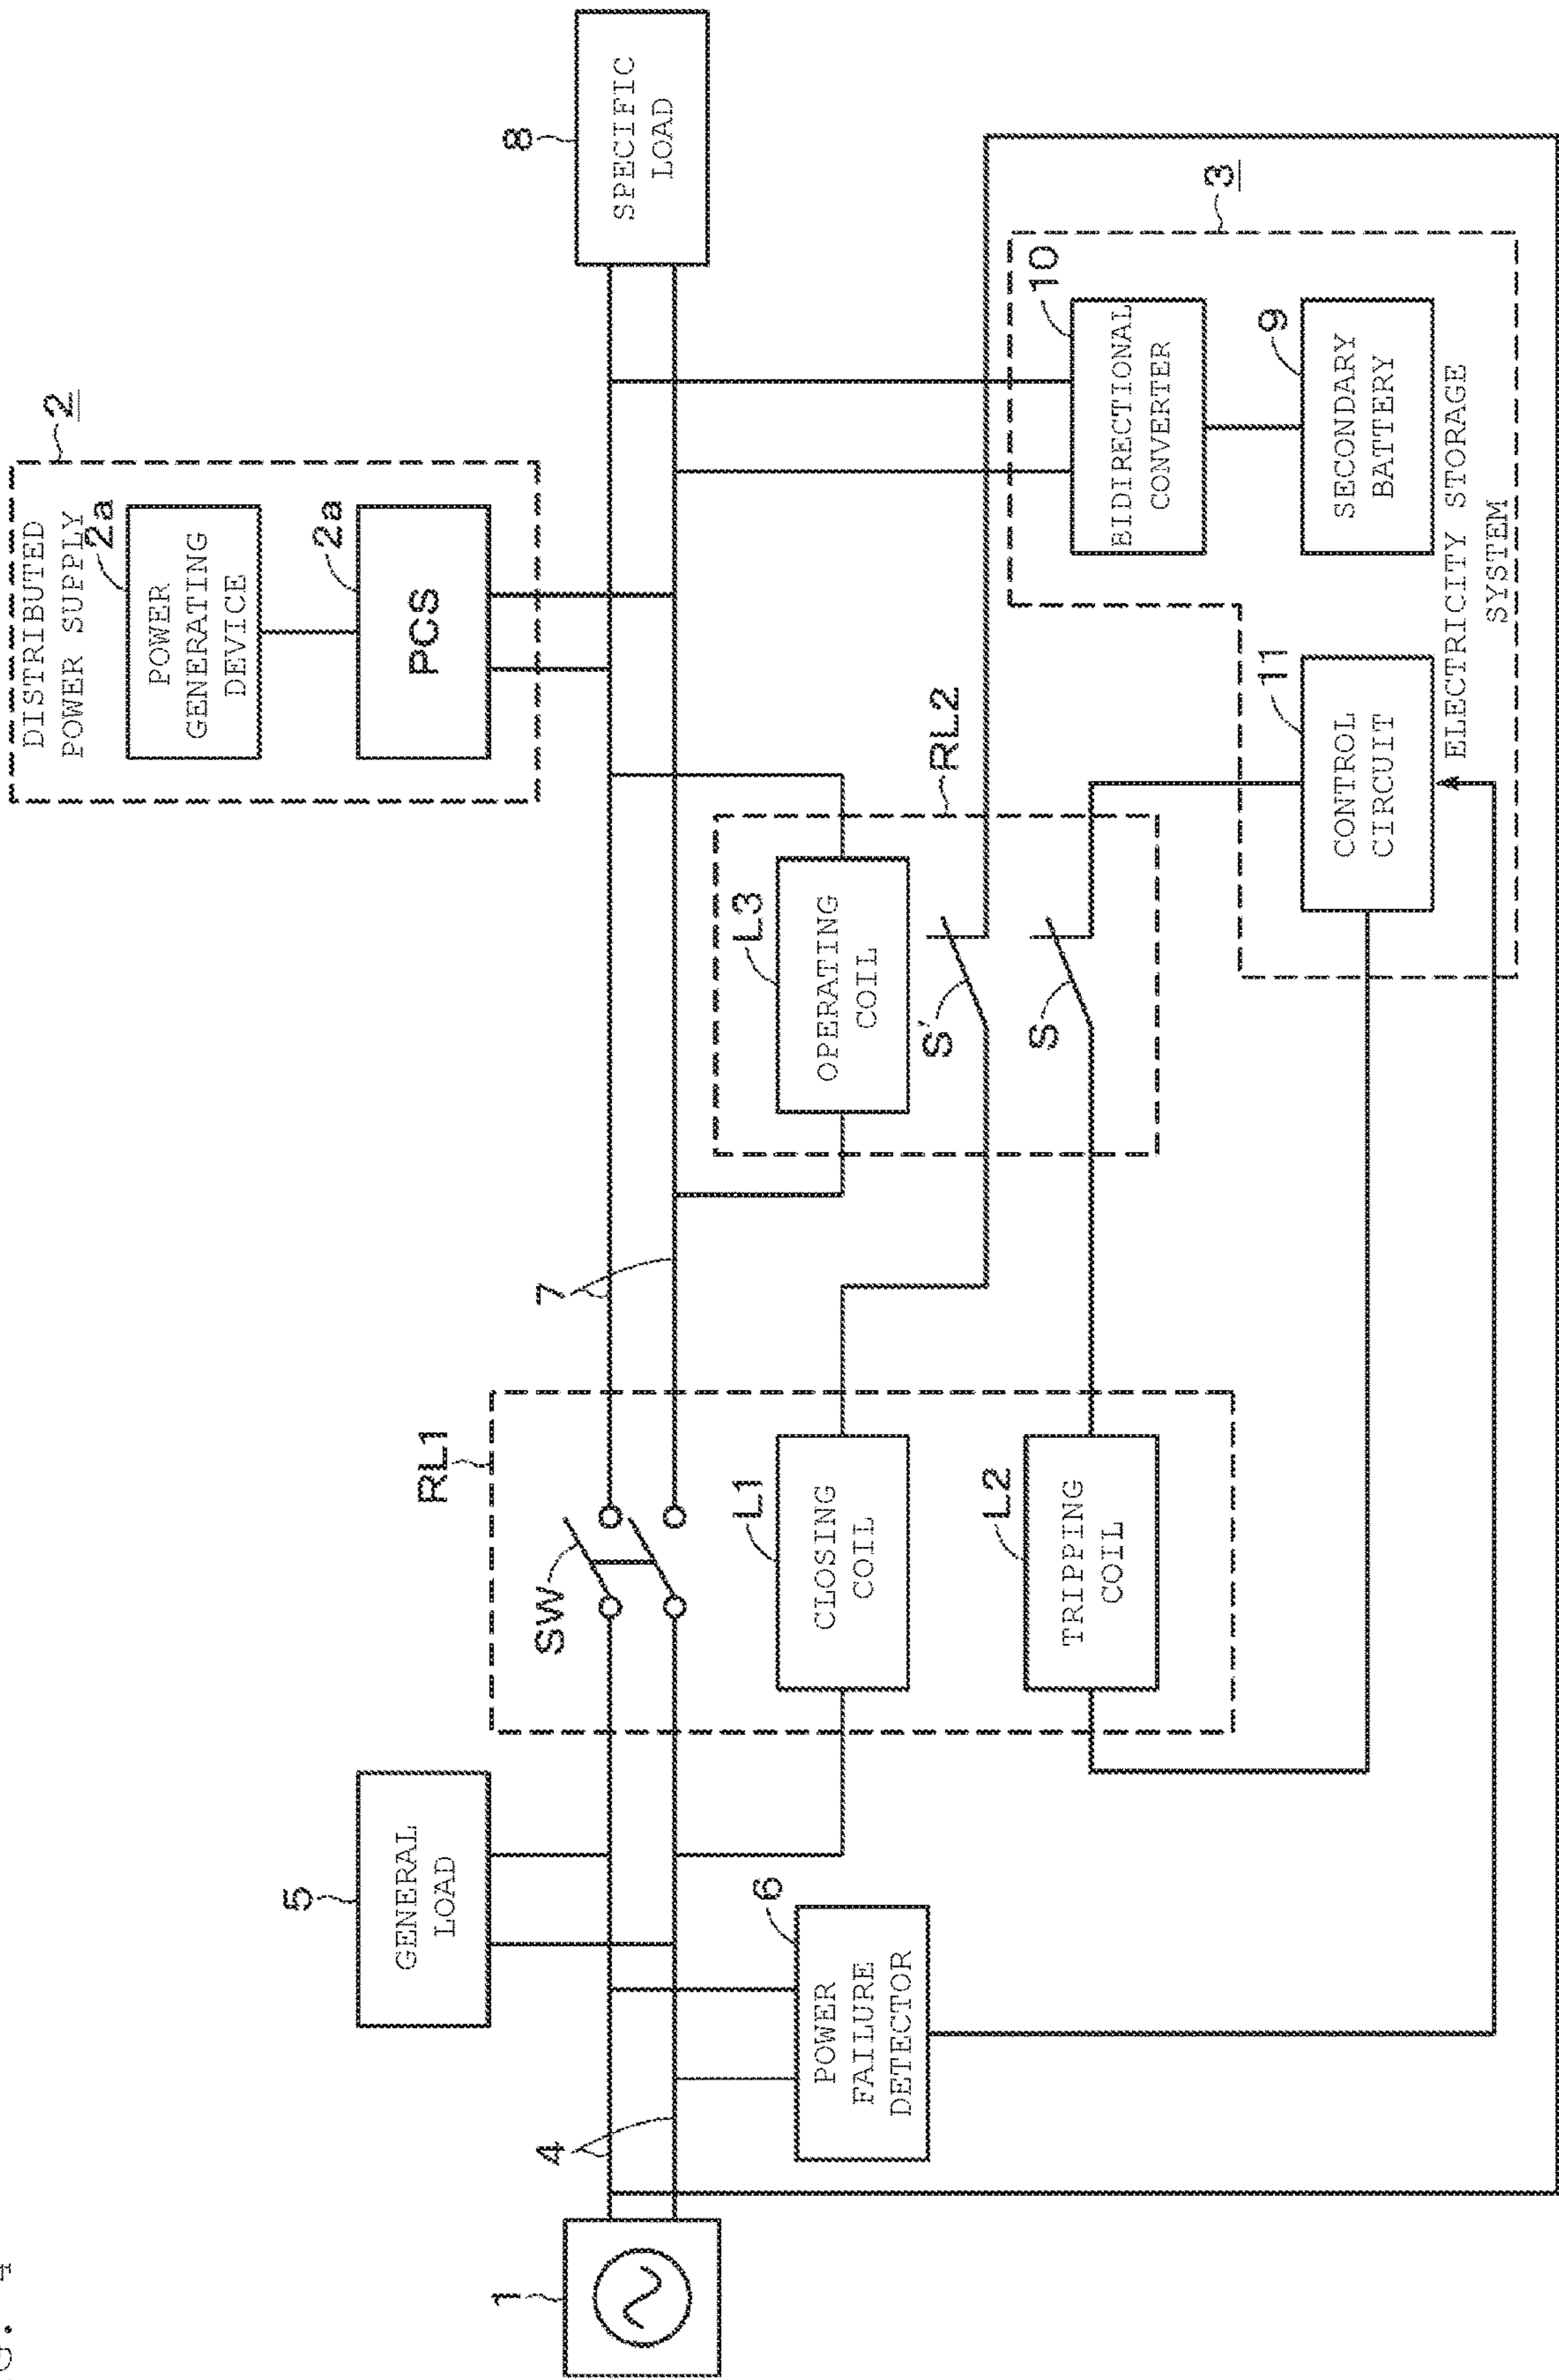 DISTRIBUTED
POWER SUPPLY
2
2a
POWER
GENERATING
DEVICE
2a
PCS
8
SPECIFIC
LOAD
5
GENERAL
LOAD
RL1
SW
7
4
1
6
POWER
FAILURE
DETECTOR
L1
CLOSING
COIL
L2
TRIPPING
COIL
RL2
L3
OPERATING
COIL
S'
S
3
10
BIDIRECTIONAL
CONVERTER
9
SECONDARY
BATTERY
11
CONTROL
CIRCUIT
ELECTRICITY STORAGE
SYSTEM